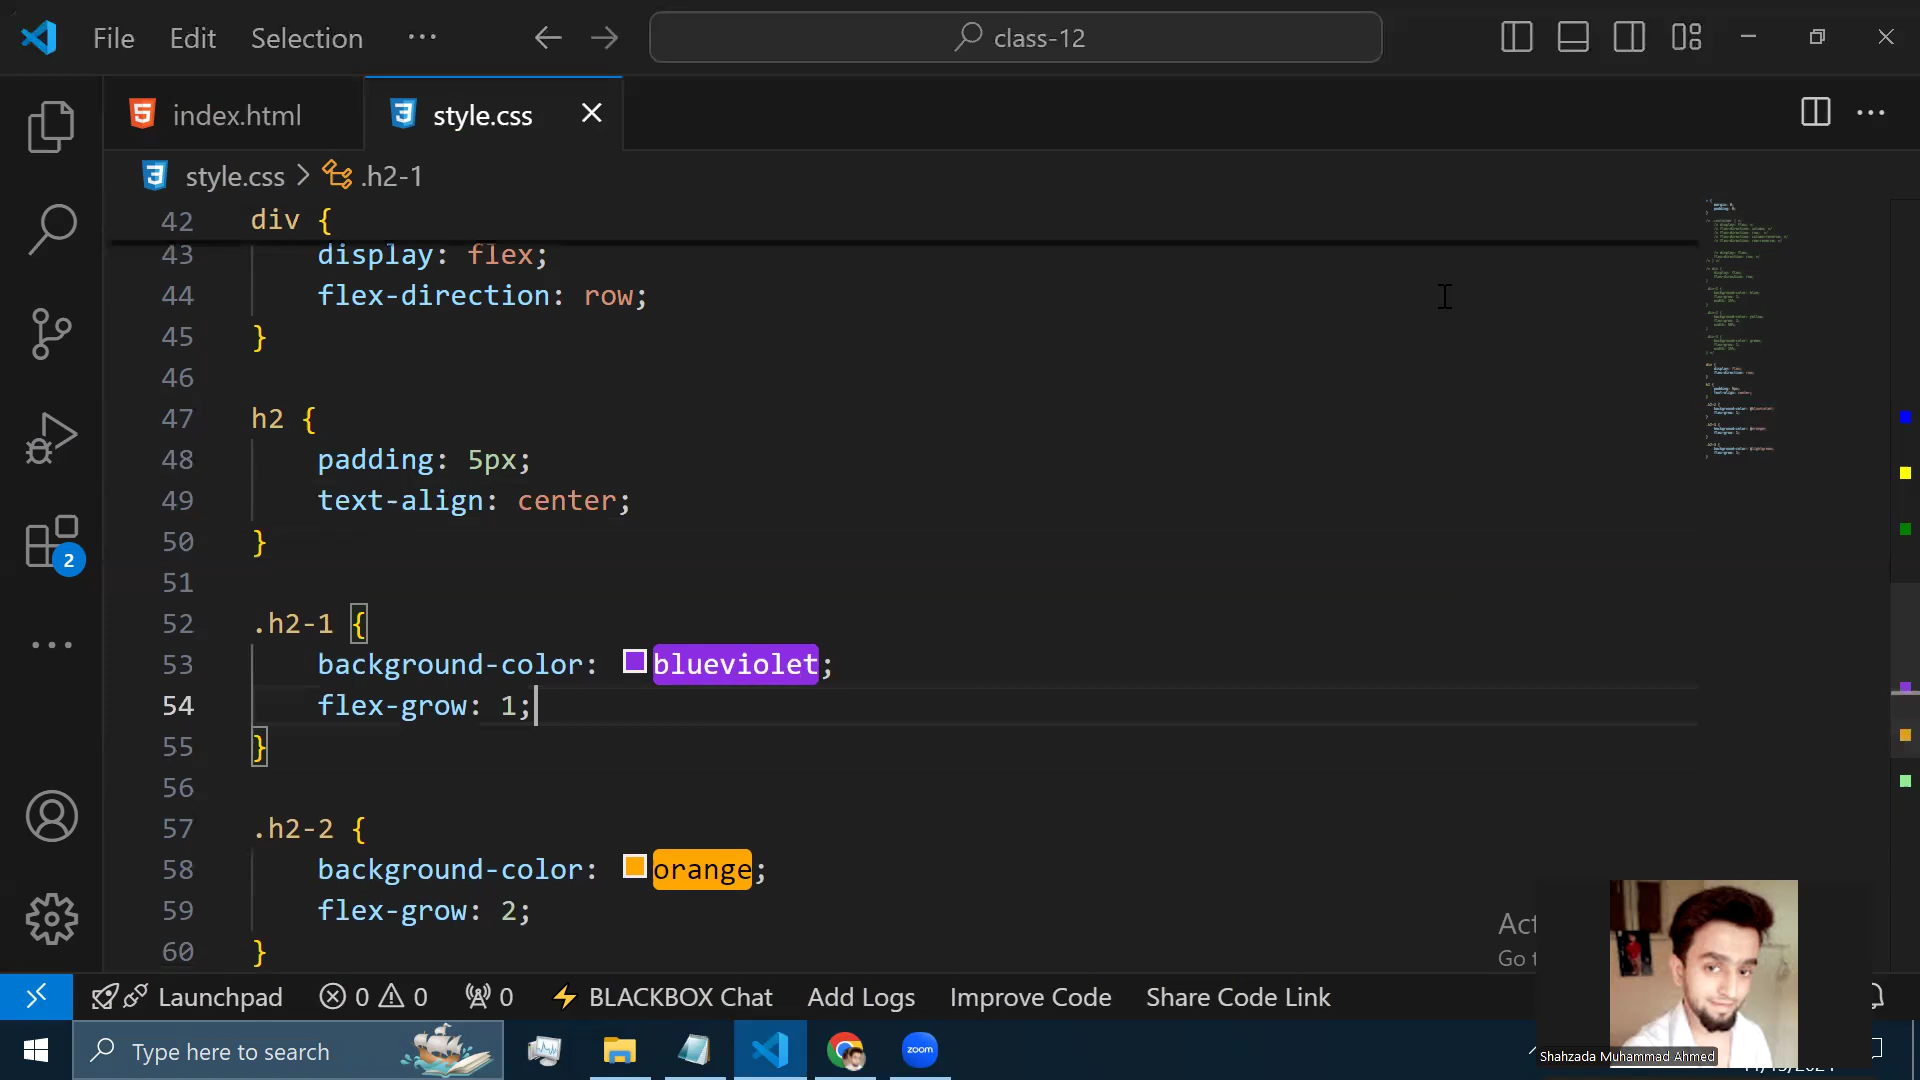 File Edit Selection ···
class-12
index.html
style.css
style.css > .h2-1
42 div {
43 display: flex;
44 flex-direction: row;
45 }
46
47 h2 {
48 padding: 5px;
49 text-align: center;
50 }
51
52 .h2-1 {
53 background-color: blueviolet;
54 flex-grow: 1;
55 }
56
57 .h2-2 {
58 background-color: orange;
59 flex-grow: 2;
60 }
2
Launchpad 0 0 0 BLACKBOX Chat Add Logs Improve Code Share Code Link
Type here to search
zoom
Shahzada Muhammad Ahmed